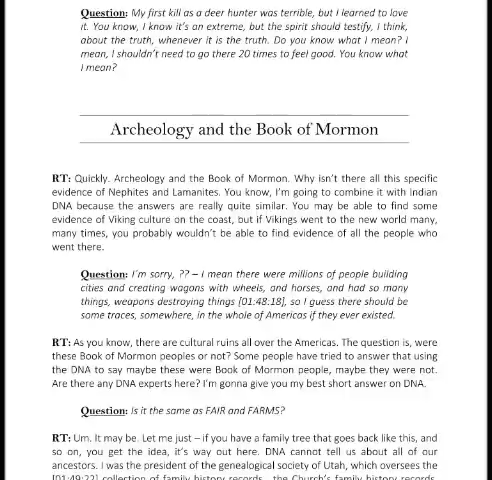 Question: My first kill as a deer hunter was terrible, but I learned to love
it. You know, I know it's an extreme, but the spirit should testify, I think,
about the truth, whenever it is the truth. Do you know what I mean? I
mean, I shouldn't need to go there 20 times to feel good. You know what
I mean?
Archeology and the Book of Mormon
RT: Quickly. Archeology and the Book of Mormon. Why isn't there all this specific
evidence of Nephites and Lamanites. You know, I'm going to combine it with Indian
DNA because the answers are really quite similar. You may be able to find some
evidence of Viking culture on the coast, but if Vikings went to the new world many,
many times, you probably wouldn't be able to find evidence of all the people who
went there.
Question: I'm sorry, ?? – I mean there were millions of people building
cities and creating wagons with wheels, and horses, and had so many
things, weapons destroying things [01:48:18], so I guess there should be
some traces, somewhere, in the whole of Americas if they ever existed.
RT: As you know, there are cultural ruins all over the Americas. The question is, were
these Book of Mormon peoples or not? Some people have tried to answer that using
the DNA to say maybe these were Book of Mormon people, maybe they were not.
Are there any DNA experts here? I'm gonna give you my best short answer on DNA.
Question: Is it the same as FAIR and FARMS?
RT: Um. It may be. Let me just – if you have a family tree that goes back like this, and
so on, you get the idea, it's way out here. DNA cannot tell us about all of our
ancestors. I was the president of the genealogical society of Utah, which oversees the
[01:49:22] collection of family history records, the Church's family history records,